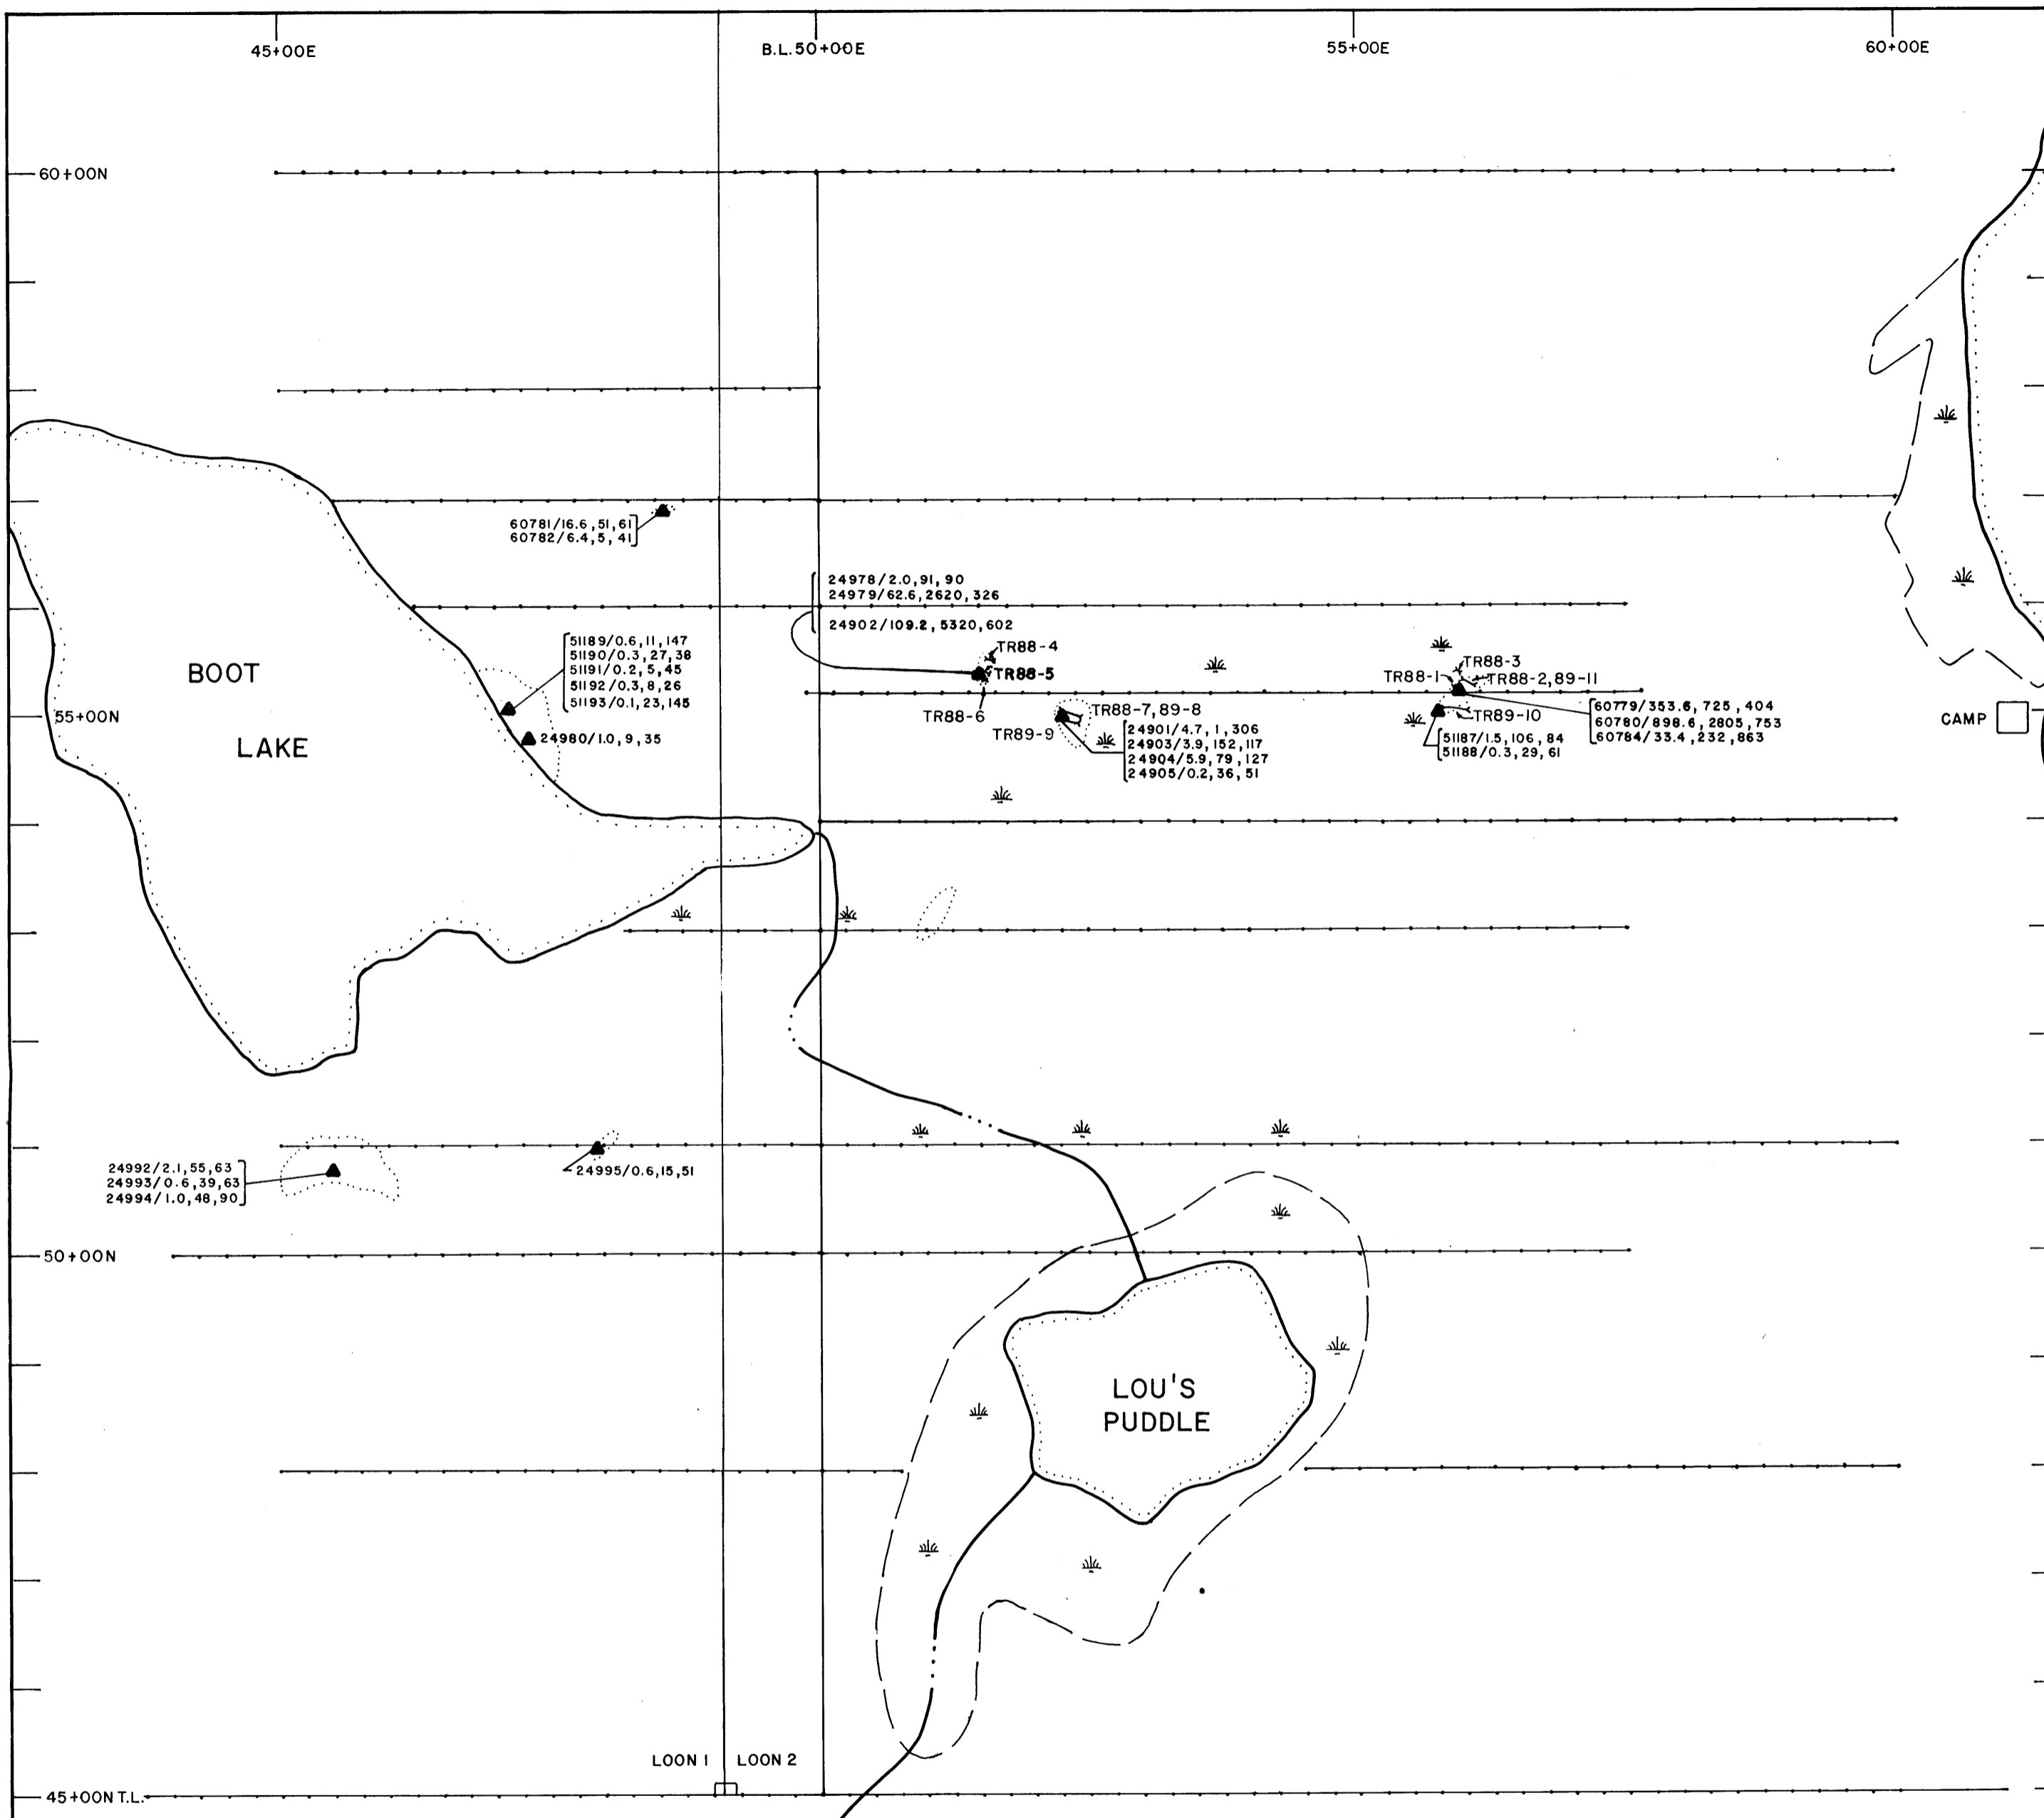 45+00E
B.L. 50+00E
55+00E
60+00E
60+00N
60781/16.6,51,61
60782/6.4,5,41
24978/2.0,91,90
24979/62.6,2620,326
24902/109.2,5320,602
51189/0.6,11,147
51190/0.3,27,38
51191/0.2,5,45
51192/0.3,8,26
51193/0.1,23,145
TR88-4
TR88-5
TR88-6
TR88-3
TR88-1
TR88-2,89-11
BOOT
LAKE
55+00N
24980/1.0,9,35
TR88-7,89-8
TR89-9
24901/4.7,1,306
24903/3.9,152,117
24904/5.9,79,127
24905/0.2,36,51
TR89-10
51187/1.5,106,84
51188/0.3,29,61
60779/353.6,725,404
60780/898.6,2805,753
60784/33.4,232,863
CAMP
24992/2.1,55,63
24993/0.6,39,63
24994/1.0,48,90
24995/0.6,15,51
50+00N
LOU'S
PUDDLE
LOON 1
LOON 2
45+00N T.L.